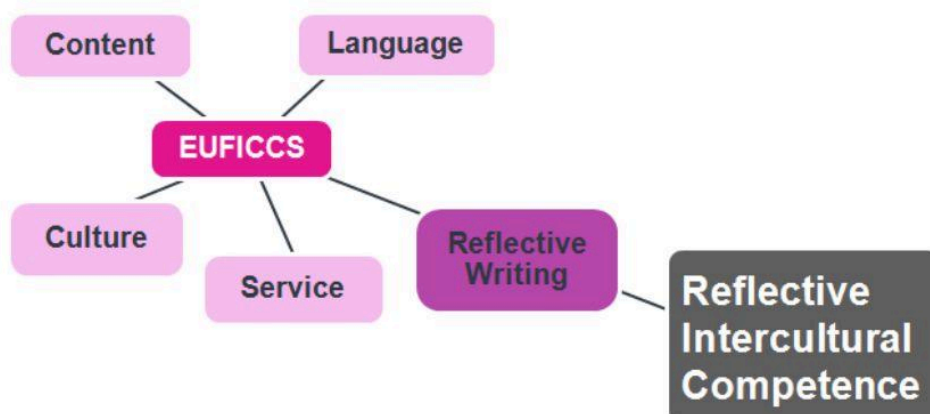 Content
Language
EUFICCS
Culture
Service
Reflective
Writing
Reflective
Intercultural
Competence